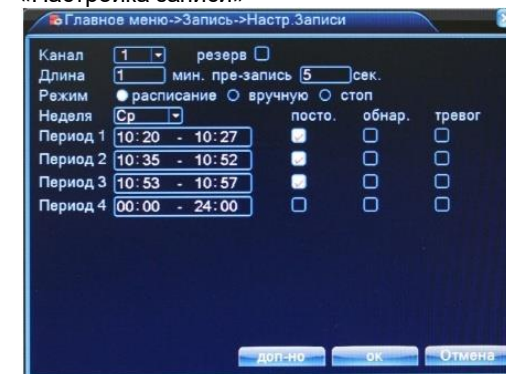 «Настройка записи»
Главное меню->Запись->Настр.Записи
Канал 1 резерв
Длина 1 мин. пре-запись 5 сек.
Режим расписание вручную стоп
Неделя Ср посто. обнар. тревог
Период 1 10:20 - 10:27
Период 2 10:35 - 10:52
Период 3 10:53 - 10:57
Период 4 00:00 - 24:00
доп-но ок Отмена